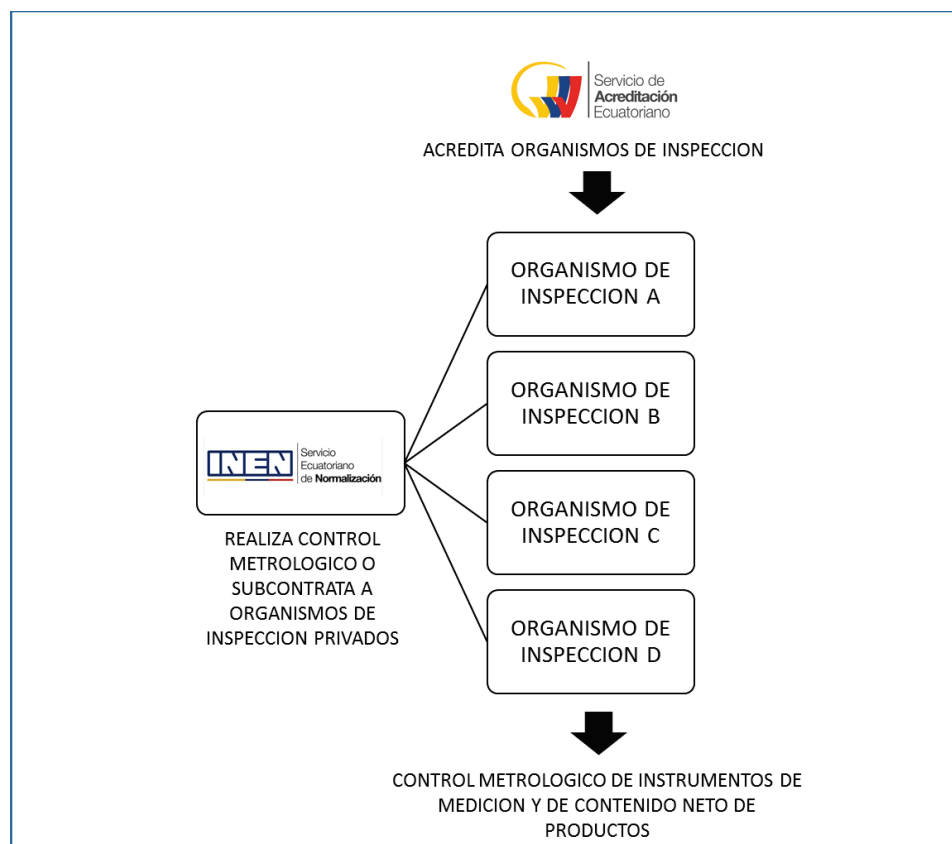 Servicio de
Acreditación
Ecuatoriano
ACREDITA ORGANISMOS DE INSPECCION
ORGANISMO DE
INSPECCION A
ORGANISMO DE
INSPECCION B
INEN
Servicio
Ecuatoriano
de Normalización
REALIZA CONTROL
METROLOGICO O
SUBCONTRATA A
ORGANISMOS DE
INSPECCION PRIVADOS
ORGANISMO DE
INSPECCION C
ORGANISMO DE
INSPECCION D
CONTROL METROLOGICO DE INSTRUMENTOS DE
MEDICION Y DE CONTENIDO NETO DE
PRODUCTOS